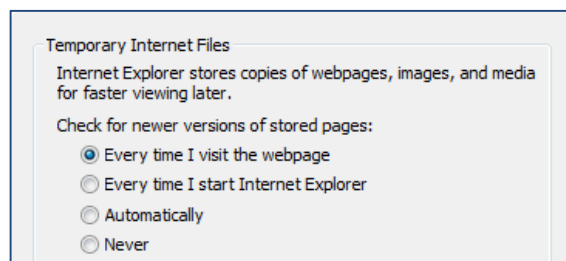 Temporary Internet Files
Internet Explorer stores copies of webpages, images, and media
for faster viewing later.
Check for newer versions of stored pages:
Every time I visit the webpage
Every time I start Internet Explorer
Automatically
Never